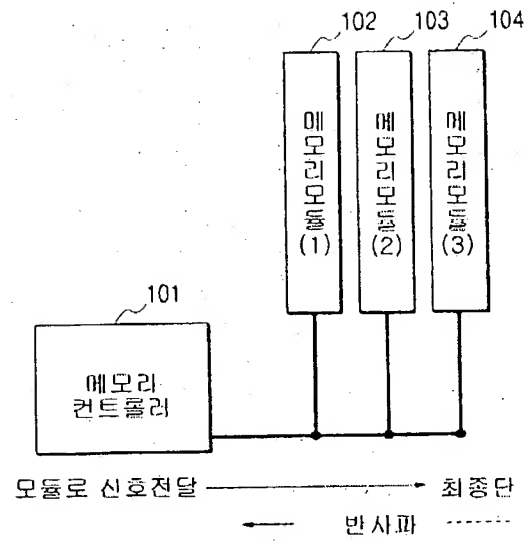 102 103 104
메모리모듈(1)
메모리모듈(2)
메모리모듈(3)
101
메모리
컨트롤러
모듈로 신호전달 최종단
반사파